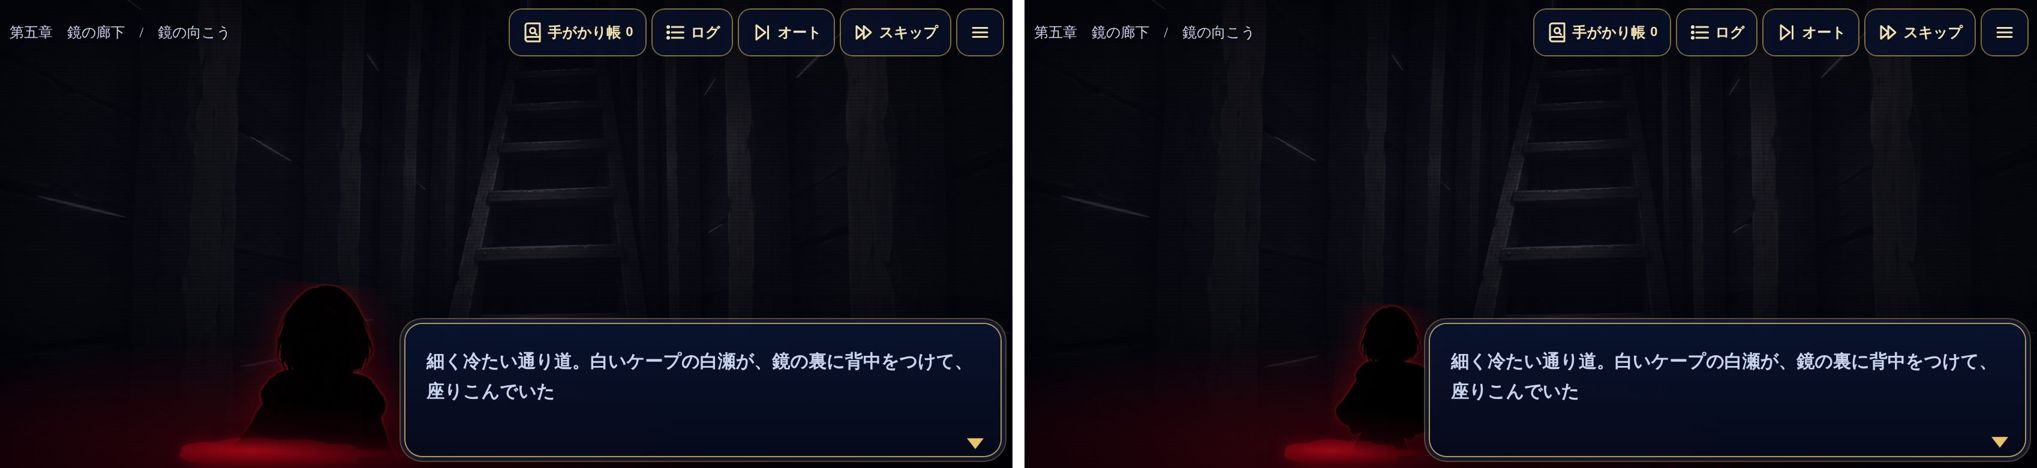 第五章 鏡の廊下 / 鏡の向こう
手がかり帳 0 ログ オート スキップ
細く冷たい通り道。白いケープの白瀬が、鏡の裏に背中をつけて、
座りこんでいた
第五章 鏡の廊下 / 鏡の向こう
手がかり帳 0 ログ オート スキップ
細く冷たい通り道。白いケープの白瀬が、鏡の裏に背中をつけて、
座りこんでいた